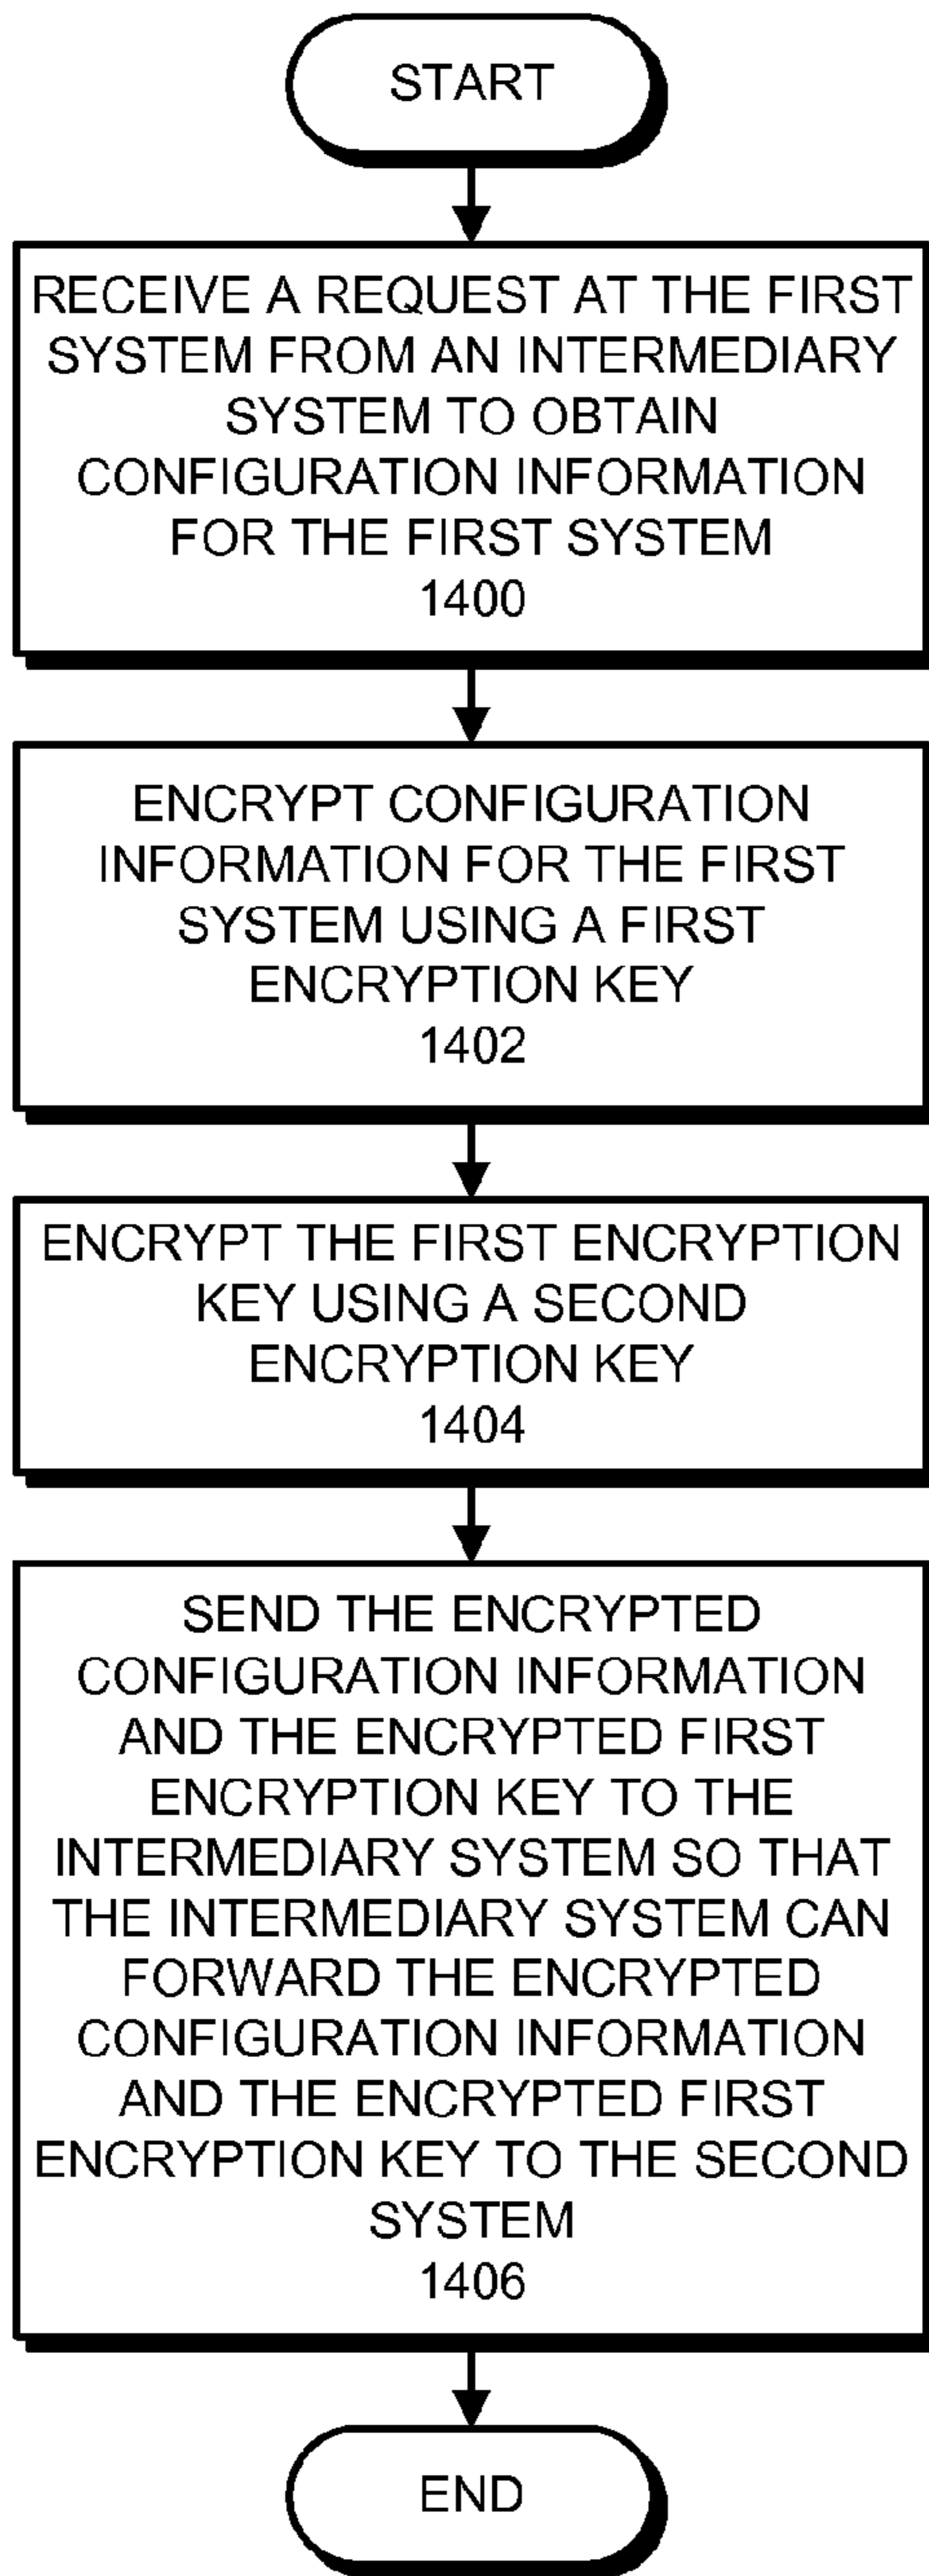 START
RECEIVE A REQUEST AT THE FIRST
SYSTEM FROM AN INTERMEDIARY
SYSTEM TO OBTAIN
CONFIGURATION INFORMATION
FOR THE FIRST SYSTEM
1400
ENCRYPT CONFIGURATION
INFORMATION FOR THE FIRST
SYSTEM USING A FIRST
ENCRYPTION KEY
1402
ENCRYPT THE FIRST ENCRYPTION
KEY USING A SECOND
ENCRYPTION KEY
1404
SEND THE ENCRYPTED
CONFIGURATION INFORMATION
AND THE ENCRYPTED FIRST
ENCRYPTION KEY TO THE
INTERMEDIARY SYSTEM SO THAT
THE INTERMEDIARY SYSTEM CAN
FORWARD THE ENCRYPTED
CONFIGURATION INFORMATION
AND THE ENCRYPTED FIRST
ENCRYPTION KEY TO THE SECOND
SYSTEM
1406
END